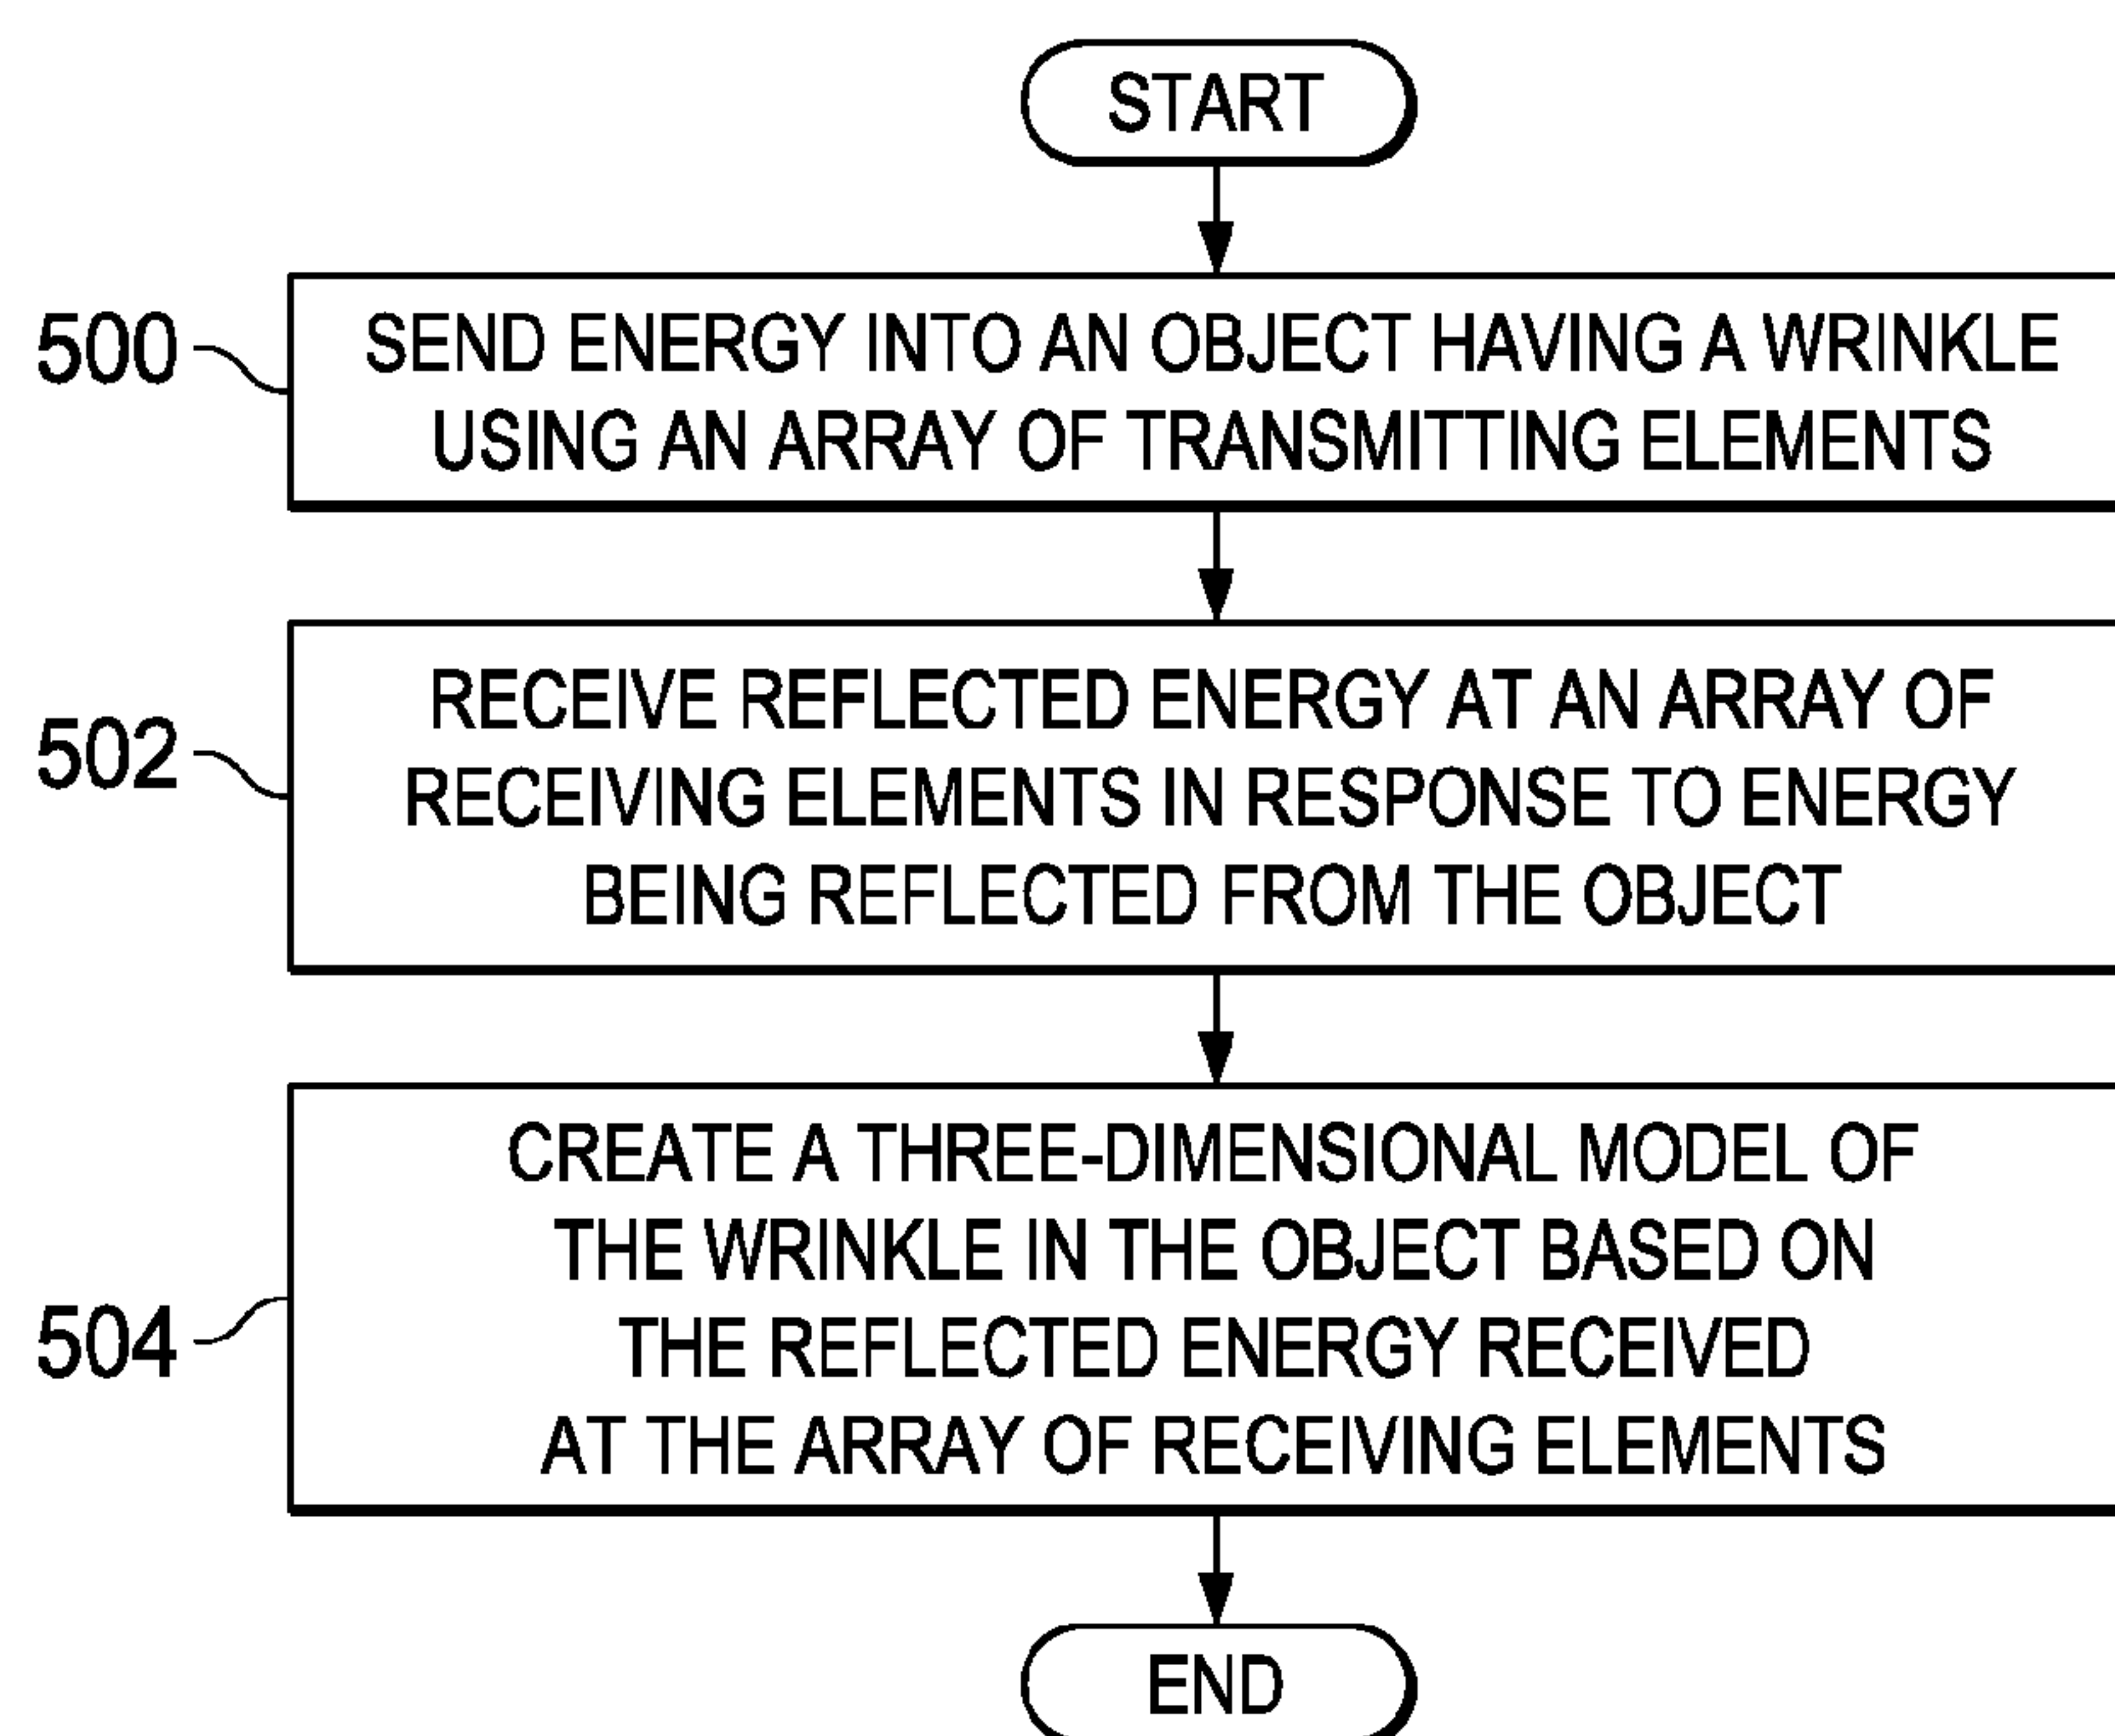 START
500
SEND ENERGY INTO AN OBJECT HAVING A WRINKLE
USING AN ARRAY OF TRANSMITTING ELEMENTS
502
RECEIVE REFLECTED ENERGY AT AN ARRAY OF
RECEIVING ELEMENTS IN RESPONSE TO ENERGY
BEING REFLECTED FROM THE OBJECT
504
CREATE A THREE-DIMENSIONAL MODEL OF
THE WRINKLE IN THE OBJECT BASED ON
THE REFLECTED ENERGY RECEIVED
AT THE ARRAY OF RECEIVING ELEMENTS
END